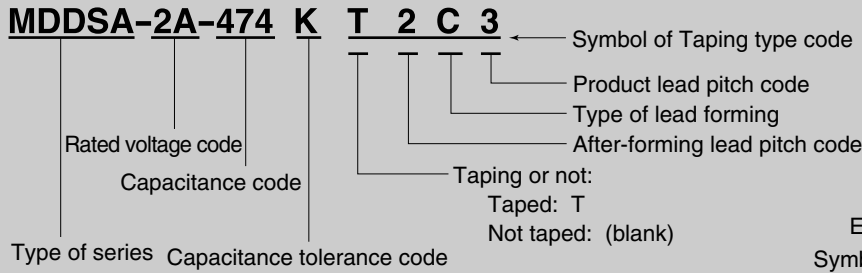 MDDSA-2A-474 K T 2 C 3
Symbol of Taping type code
Product lead pitch code
Type of lead forming
After-forming lead pitch code
Taping or not:
Taped: T
Not taped: (blank)
Rated voltage code
Capacitance code
Type of series
Capacitance tolerance code
E
Symb